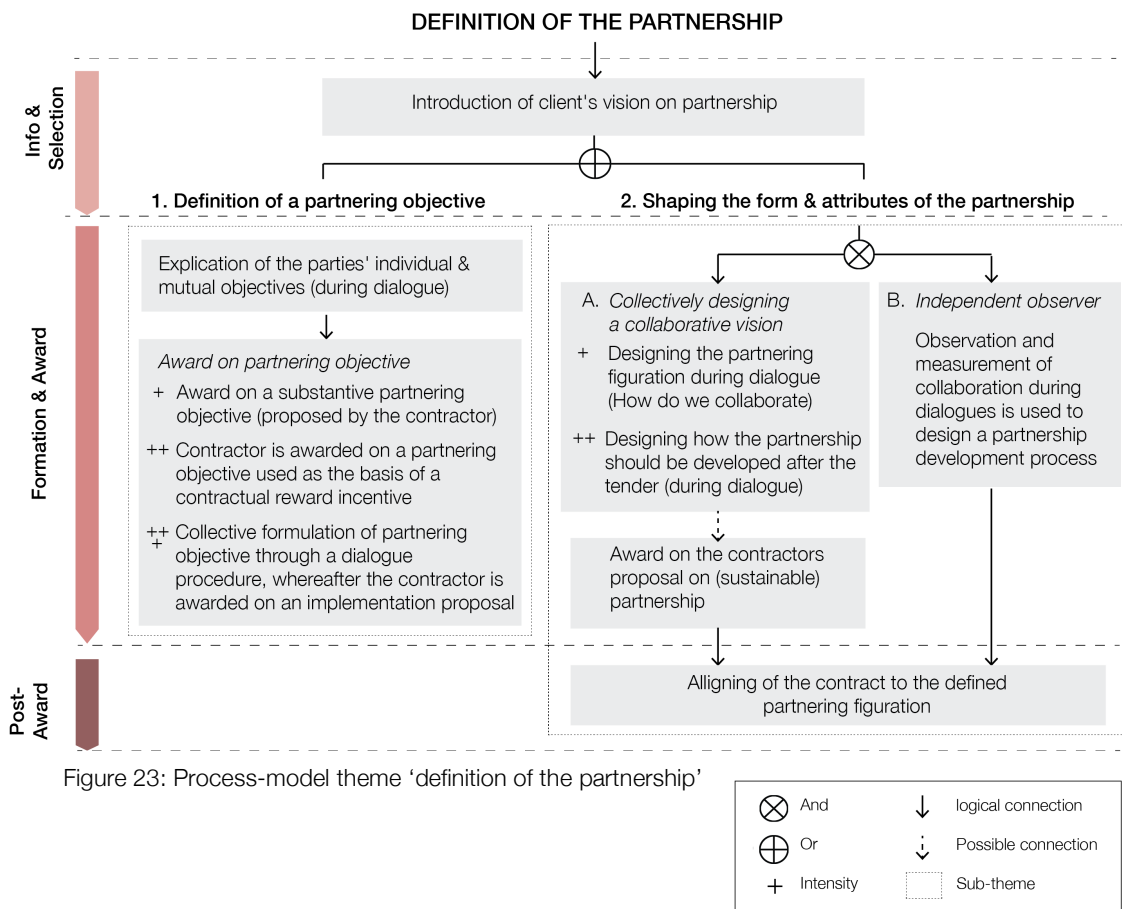 DEFINITION OF THE PARTNERSHIP
Info &
Selection
Introduction of client's vision on partnership
1. Definition of a partnering objective
2. Shaping the form & attributes of the partnership
Formation & Award
Explication of the parties' individual &
mutual objectives (during dialogue)
Award on partnering objective
+ Award on a substantive partnering
objective (proposed by the contractor)
++ Contractor is awarded on a partnering
objective used as the basis of a
contractual reward incentive
++
+ Collective formulation of partnering
objective through a dialogue
procedure, whereafter the contractor is
awarded on an implementation proposal
A. Collectively designing
a collaborative vision
+ Designing the partnering
figuration during dialogue
(How do we collaborate)
++ Designing how the partnership
should be developed after the
tender (during dialogue)
Award on the contractors
proposal on (sustainable)
partnership
B. Independent observer
Observation and
measurement of
collaboration during
dialogues is used to
design a partnership
development process
Post-
Award
Alligning of the contract to the defined
partnering figuration
Figure 23: Process-model theme ‘definition of the partnership’
And
logical connection
Or
Possible connection
+ Intensity
Sub-theme